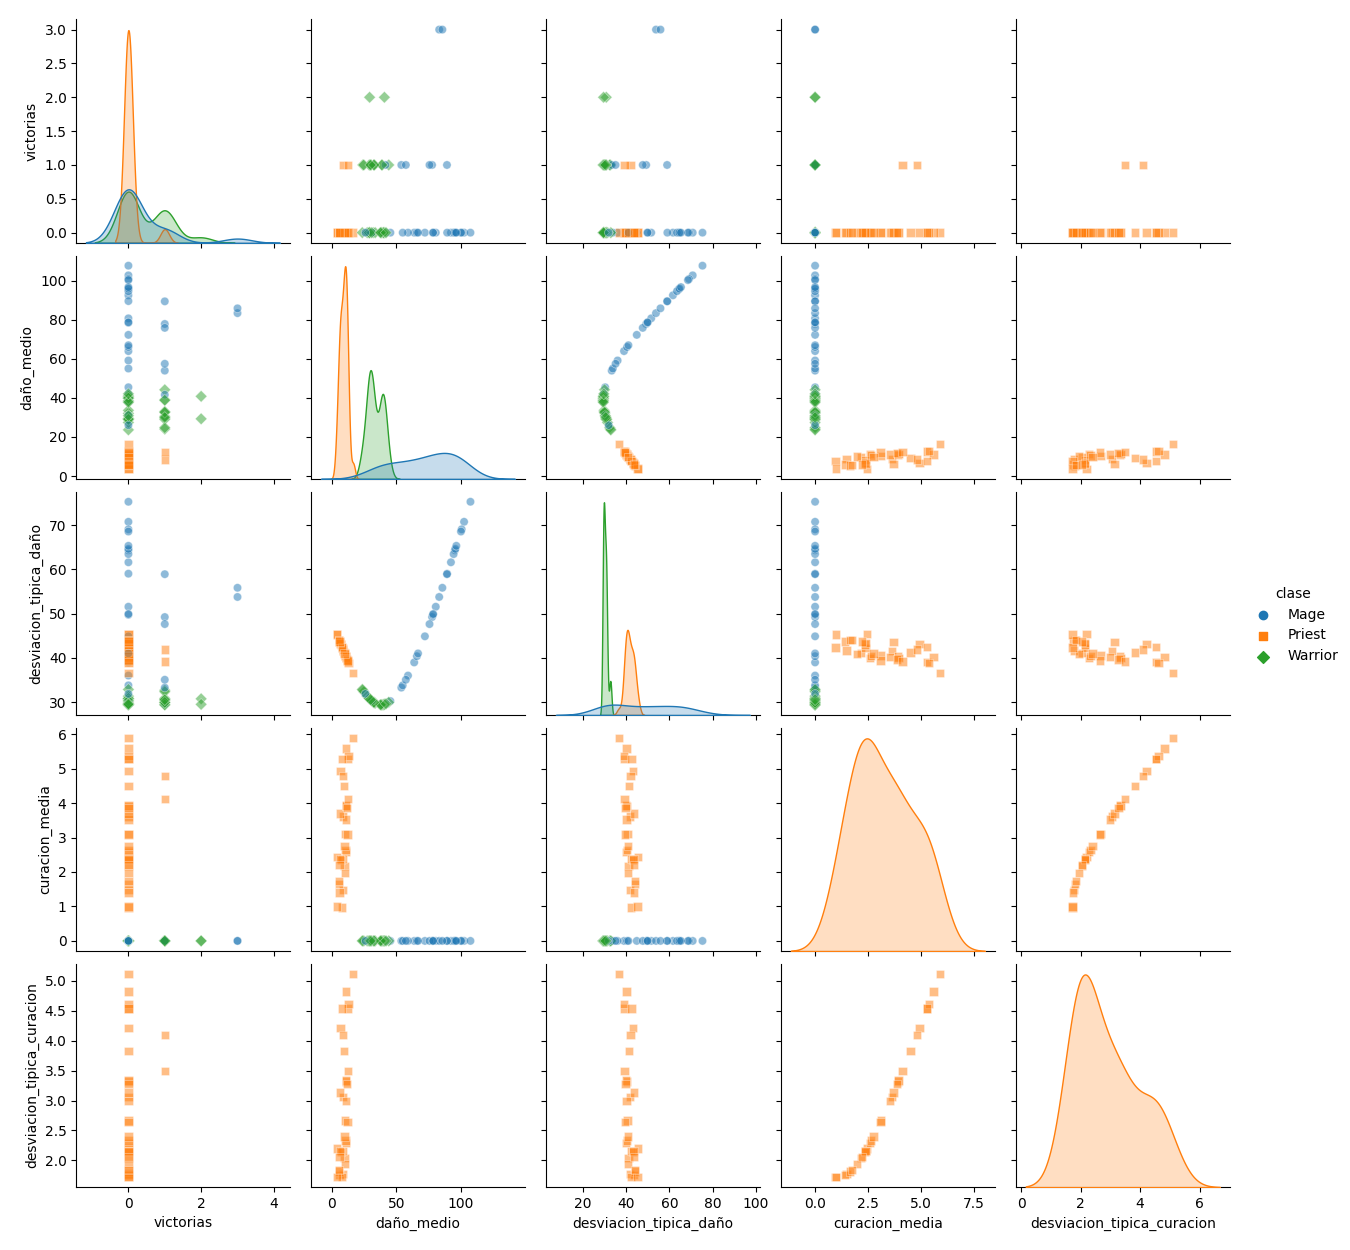 3.0
2.5
2.0
1.5
1.0
0.5
0.0
victorias
100
80
60
40
20
0
daño_medio
70
60
50
40
30
desviacion_tipica_daño
clase
Mage
Priest
Warrior
6
5
4
3
2
1
0
curacion_media
5.0
4.5
4.0
3.5
3.0
2.5
2.0
desviacion_tipica_curacion
0 2 4 0 50 100 20 40 60 80 100 0.0 2.5 5.0 7.5 0 2 4 6
victorias daño_medio desviacion_tipica_daño curacion_media desviacion_tipica_curacion